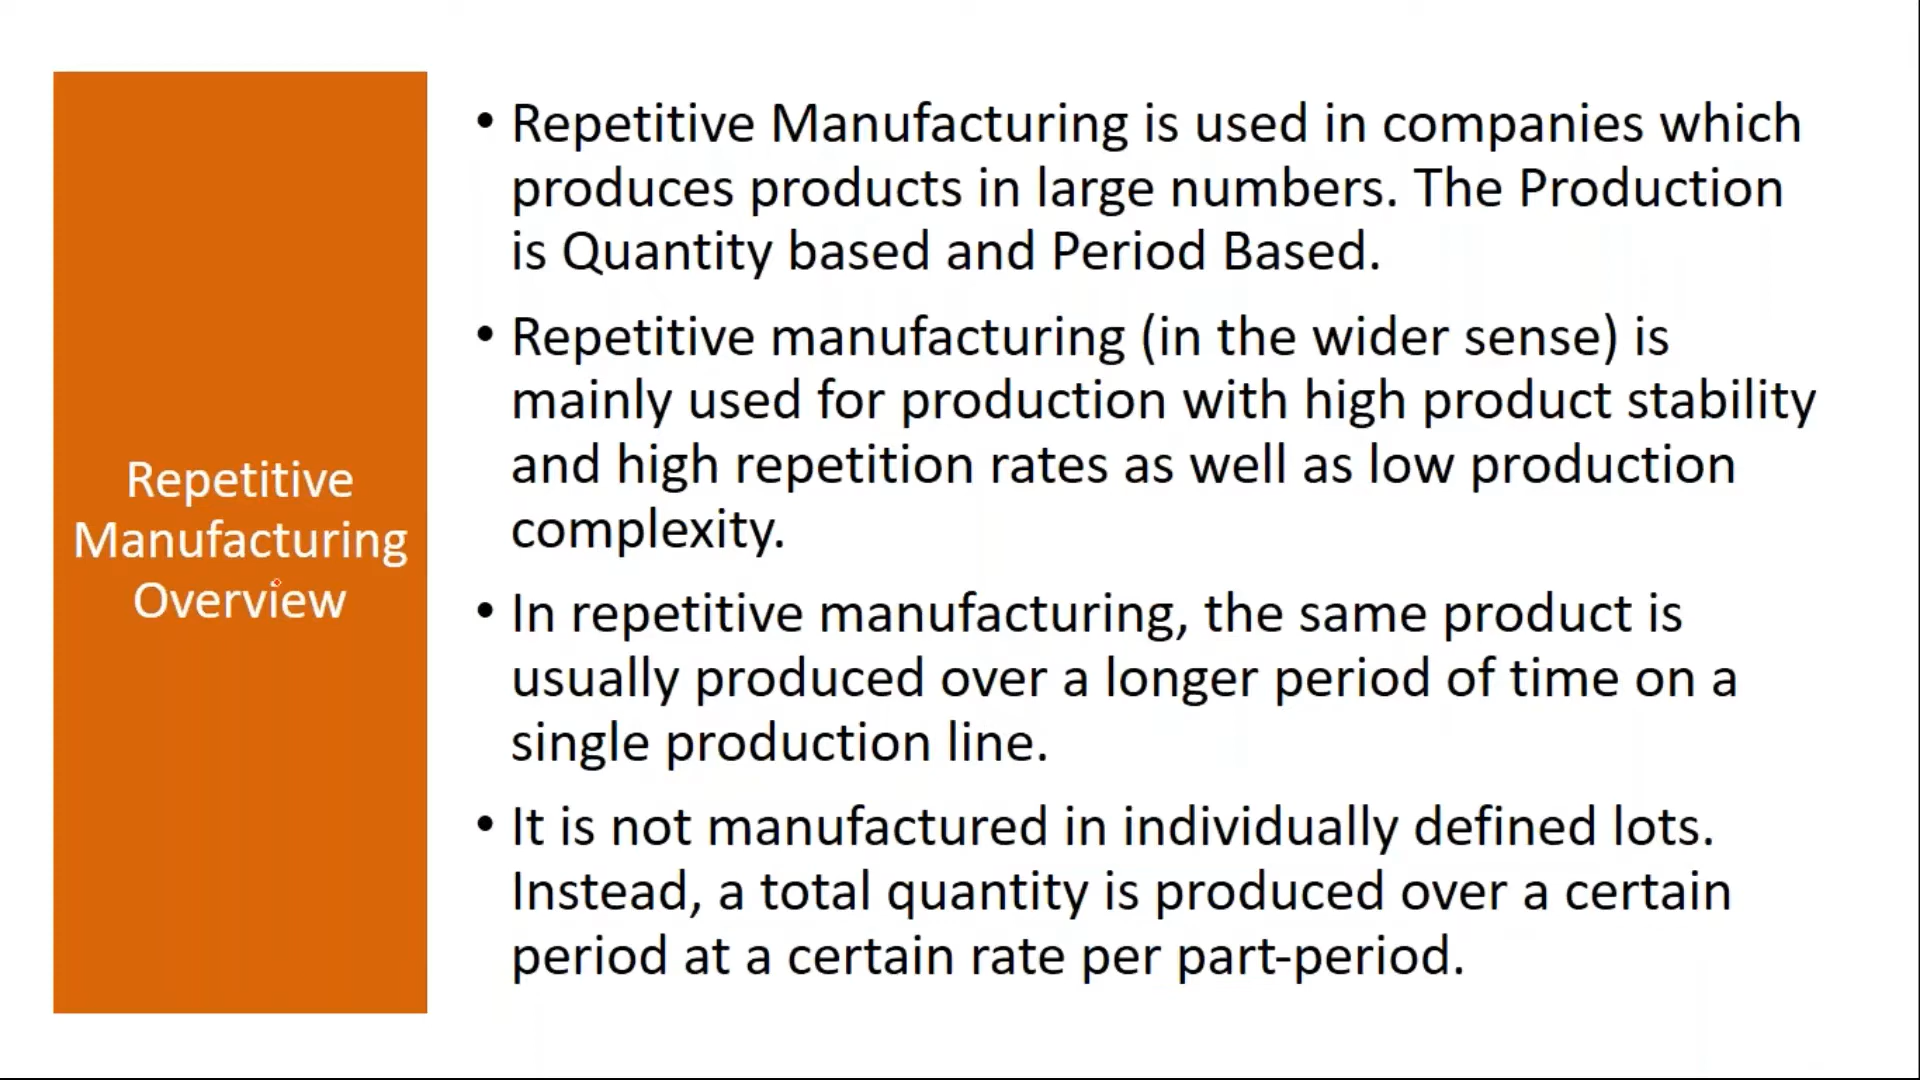 Repetitive
Manufacturing
Overview
• Repetitive Manufacturing is used in companies which
produces products in large numbers. The Production
is Quantity based and Period Based.
• Repetitive manufacturing (in the wider sense) is
mainly used for production with high product stability
and high repetition rates as well as low production
complexity.
• In repetitive manufacturing, the same product is
usually produced over a longer period of time on a
single production line.
• It is not manufactured in individually defined lots.
Instead, a total quantity is produced over a certain
period at a certain rate per part-period.